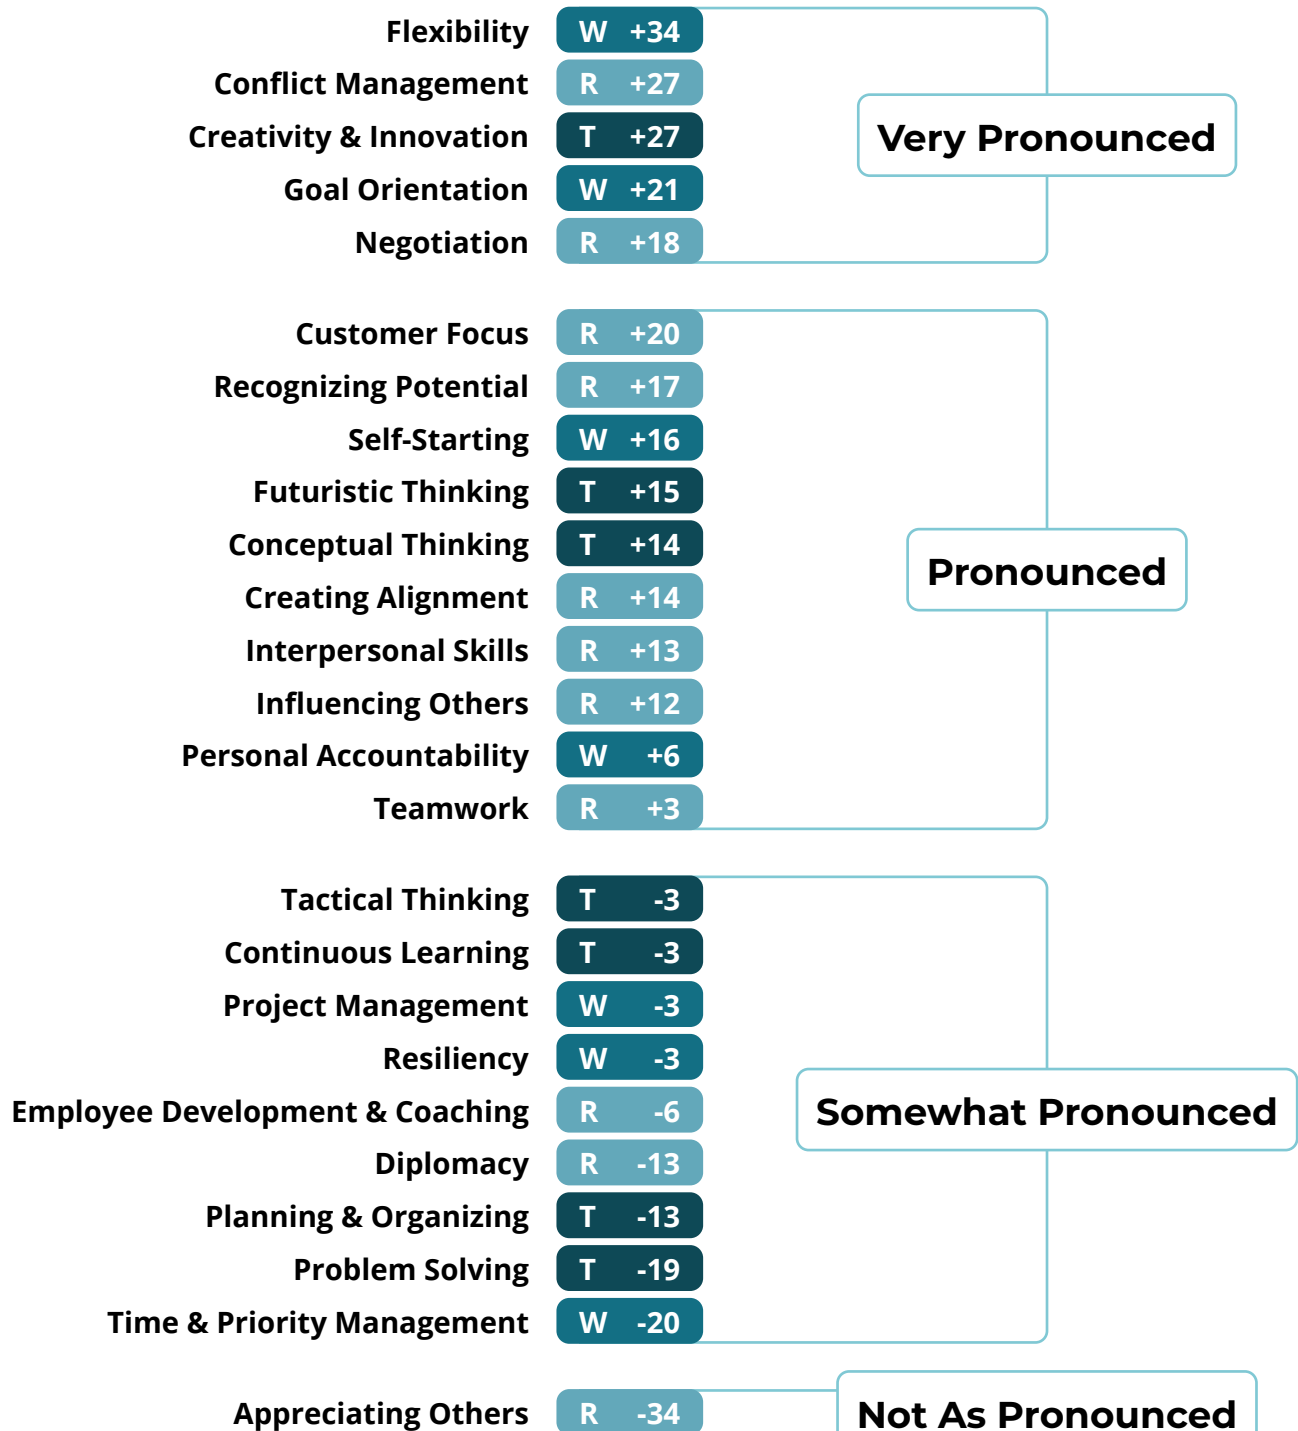 Flexibility W +34
Conflict Management R +27
Creativity & Innovation T +27
Very Pronounced
Goal Orientation W +21
Negotiation R +18
Customer Focus R +20
Recognizing Potential R +17
Self-Starting W +16
Futuristic Thinking T +15
Conceptual Thinking T +14
Pronounced
Creating Alignment R +14
Interpersonal Skills R +13
Influencing Others R +12
Personal Accountability W +6
Teamwork R +3
Tactical Thinking T -3
Continuous Learning T -3
Project Management W -3
Resiliency W -3
Employee Development & Coaching R -6
Somewhat Pronounced
Diplomacy R -13
Planning & Organizing T -13
Problem Solving T -19
Time & Priority Management W -20
Appreciating Others R -34
Not As Pronounced